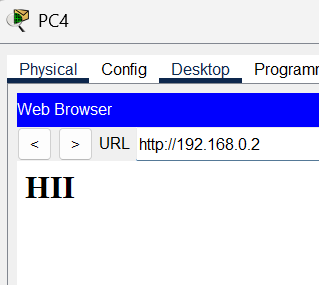 PC4
Physical Config Desktop Programm
Web Browser
< > URL http://192.168.0.2
HII